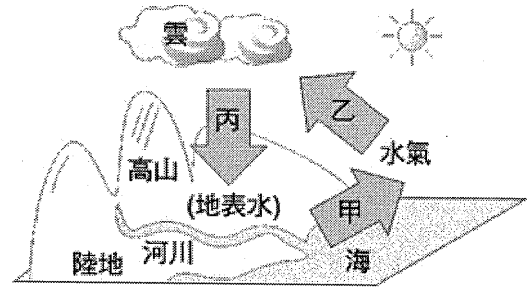 雲
丙
乙
水氣
高山
(地表水)
甲
河川
海
陸地